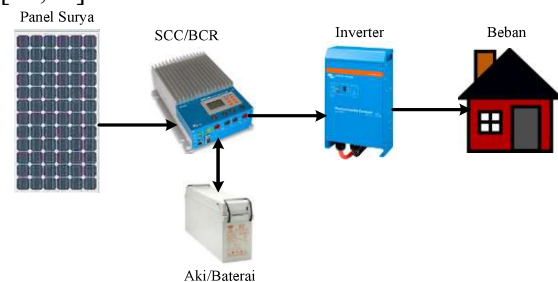 Panel Surya
SCC/BCR
Inverter
Beban
Aki/Baterai